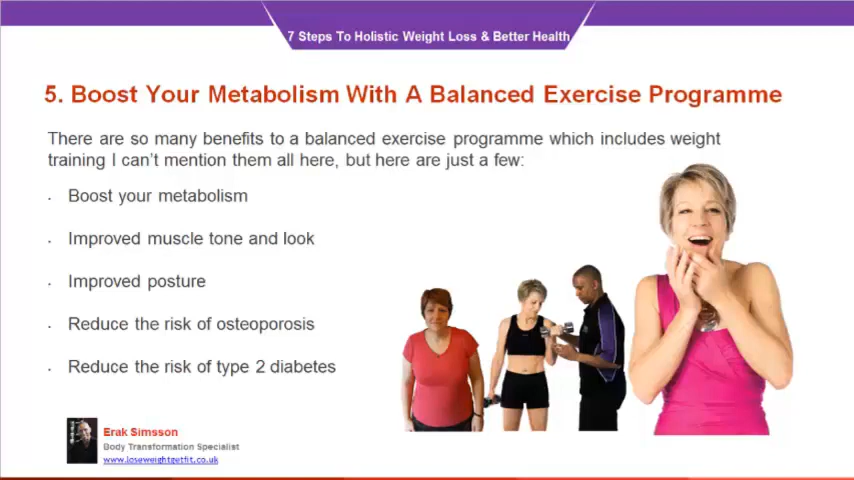 7 Steps To Holistic Weight Loss & Better Health
5. Boost Your Metabolism With A Balanced Exercise Programme
There are so many benefits to a balanced exercise programme which includes weight
training I can't mention them all here, but here are just a few:
Boost your metabolism
Improved muscle tone and look
Improved posture
Reduce the risk of osteoporosis
Reduce the risk of type 2 diabetes
Erak Simsson
Body Transformation Specialist
www.loseweightgetfit.co.uk